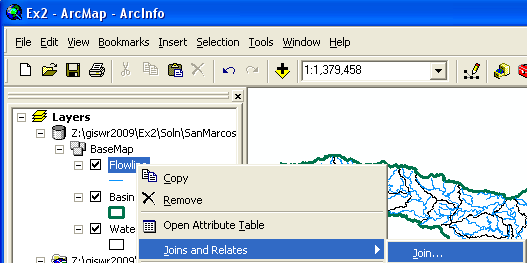 Ex2 - ArcMap - ArcInfo
File Edit View Bookmarks Insert Selection Tools Window Help
1:1,379,458
Layers
Z:\giswr2009\Ex2\Soln\SanMarcos
BaseMap
Flowline
Copy
Remove
Basin
Open Attribute Table
Wate
Joins and Relates
Join...
Z:\giswr2009\